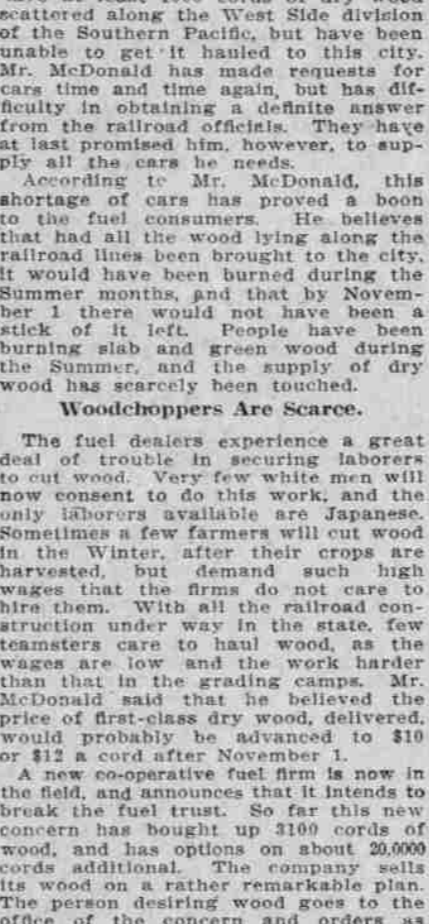 scattered along the West Side division
of the Southern Pacific, but have been
unable to get it hauled to this city.
Mr. McDonald has made requests for
cars time and time again, but has dif-
ficulty in obtaining a definite answer
from the railroad officials. They have
at last promised him, however, to sup-
ply all the cars he needs.
According to Mr. McDonald, this
shortage of cars has proved a boon
to the fuel consumers. He believes
that had all the wood lying along the
railroad lines been brought to the city,
it would have been burned during the
Summer months, and that by Novem-
ber 1 there would not have been a
stick of it left. People have been
burning slab and green wood during
the Summer, and the supply of dry
wood has scarcely been touched.
Woodchoppers Are Scarce.
The fuel dealers experience a great
deal of trouble in securing laborers
to cut wood. Very few white men will
now consent to do this work, and the
only laborers available are Japanese.
Sometimes a few farmers will cut wood
in the Winter, after their crops are
harvested, but demand such high
wages that the firms do not care to
hire them. With all the railroad con-
struction under way in the state, few
teamsters care to haul wood, as the
wages are low and the work harder
than that in the grading camps. Mr.
McDonald said that he believed the
price of first-class dry wood, delivered,
would probably be advanced to $10
or $12 a cord after November 1.
A new co-operative fuel firm is now in
the field, and announces that it intends to
break the fuel trust. So far this new
concern has bought up 3100 cords of
wood, and has options on about 20,0000
cords additional. The company sells
its wood on a rather remarkable plan.
The person desiring wood goes to the
office of the concern and orders as